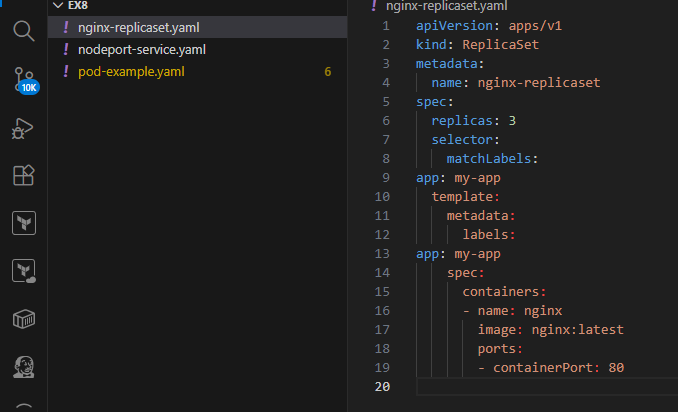 EX8
! nginx-replicaset.yaml
! nodeport-service.yaml
! pod-example.yaml 6
10K
! nginx-replicaset.yaml
1 apiVersion: apps/v1
2 kind: ReplicaSet
3 metadata:
4   name: nginx-replicaset
5 spec:
6   replicas: 3
7   selector:
8     matchLabels:
9 app: my-app
10   template:
11     metadata:
12       labels:
13 app: my-app
14     spec:
15       containers:
16       - name: nginx
17         image: nginx:latest
18         ports:
19         - containerPort: 80
20